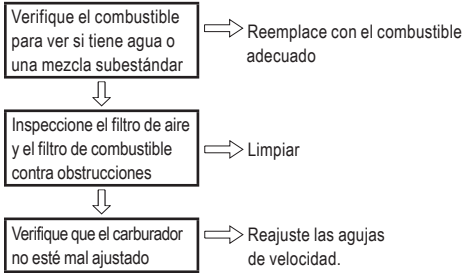 Verifique el combustible
para ver si tiene agua o
una mezcla subestándar
Reemplace con el combustible
adecuado
Inspeccione el filtro de aire
y el filtro de combustible
contra obstrucciones
Limpiar
Verifique que el carburador
no esté mal ajustado
Reajuste las agujas
de velocidad.